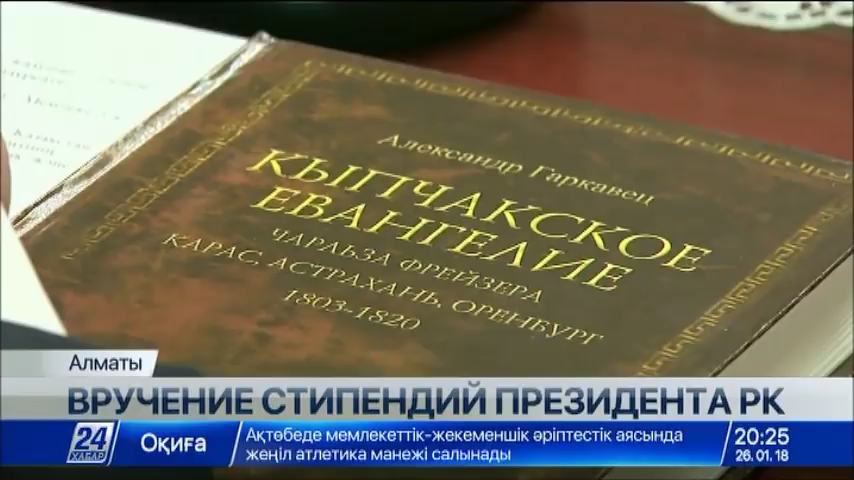 Александр Гаркавец
КЫПЧАКСКОЕ
ЕВАНГЕЛИЕ
ЧАРЛЬЗА ФРЕЙЗЕРА
КАРАС, АСТРАХАНЬ, ОРЕНБУРГ
1803-1820
Алматы
ВРУЧЕНИЕ СТИПЕНДИЙ ПРЕЗИДЕНТА РК
24
ХАБАР
Оқиға
Ақтөбеде мемлекеттік-жекеменшік әріптестік аясында
жеңіл атлетика манежі салынады
20:25
26.01.18